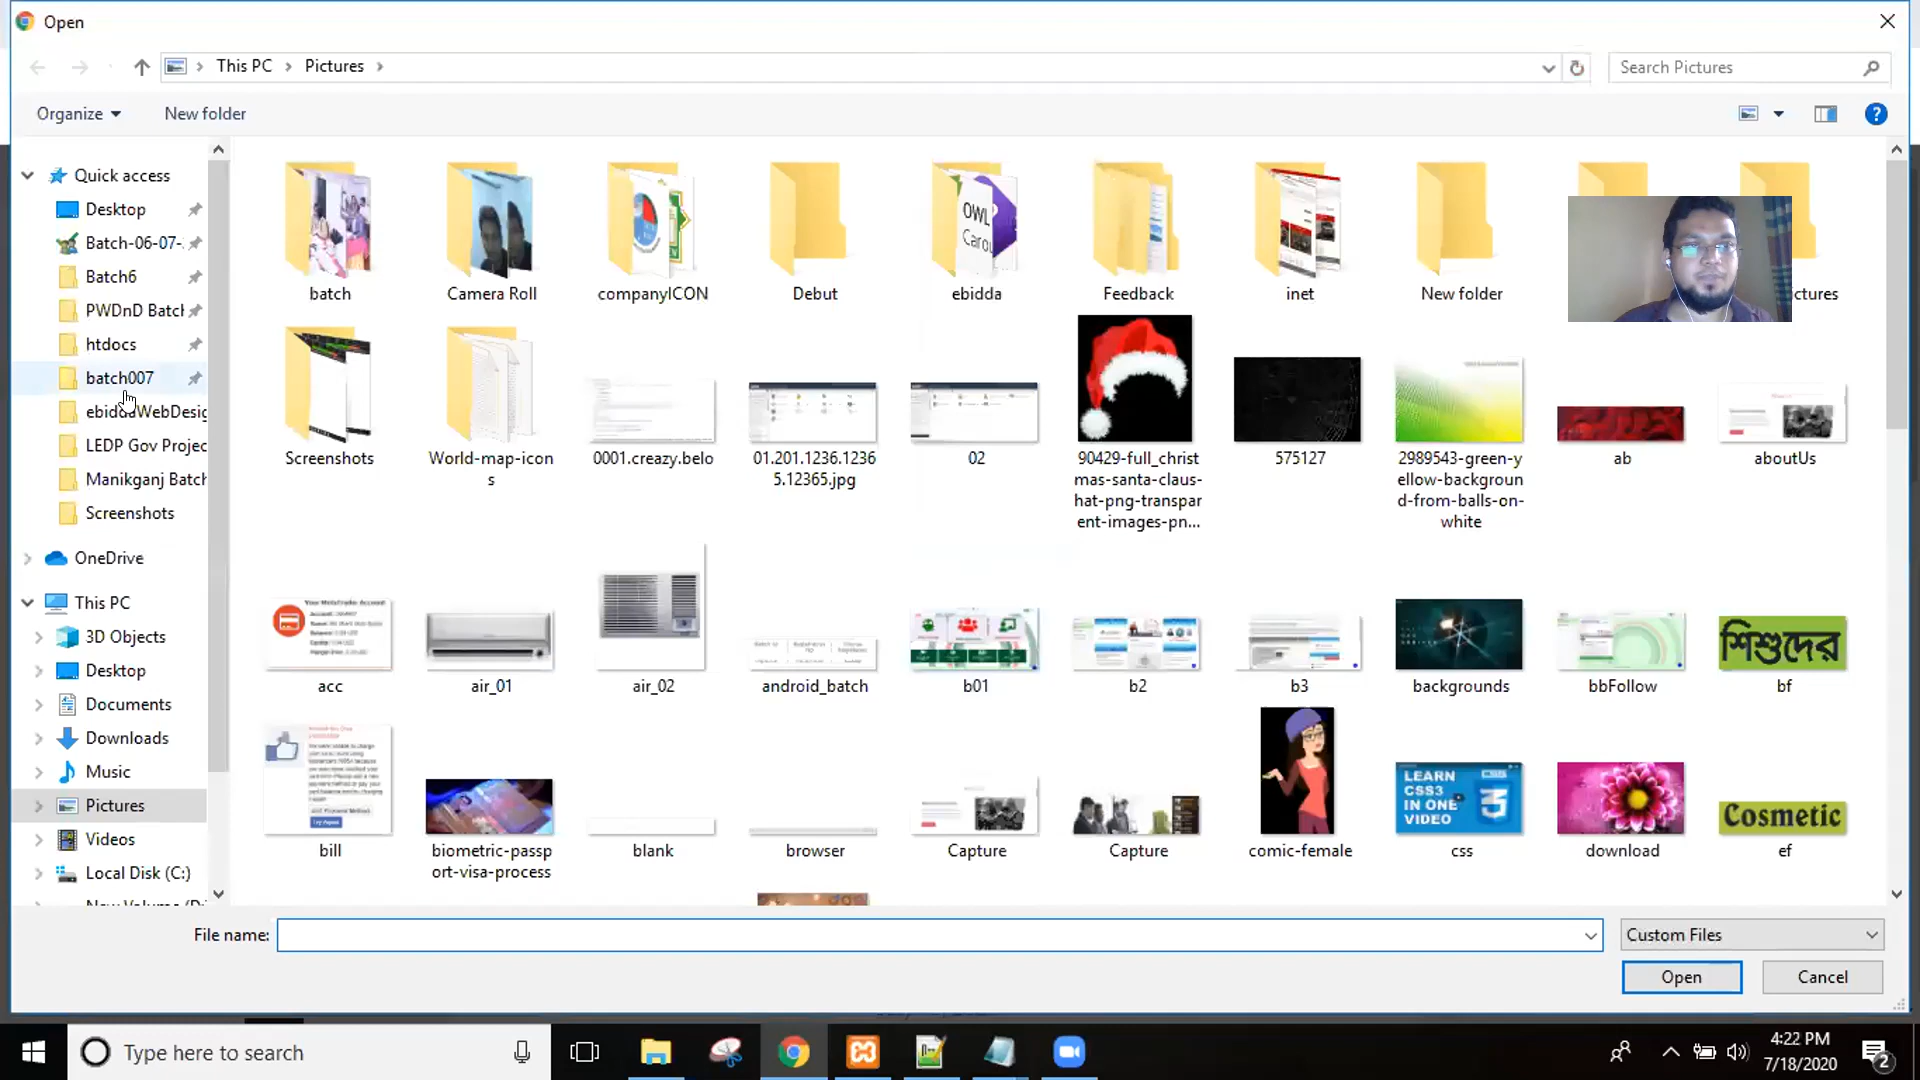 Open
This PC > Pictures >
Search Pictures
Organize
New folder
Quick access
Desktop
Batch-06-07-
Batch6
PWDnD Batch
htdocs
batch007
ebiddaWebDesig
LEDP Gov Projec
Manikganj Batch
Screenshots
OneDrive
This PC
3D Objects
Desktop
Documents
Downloads
Music
Pictures
Videos
Local Disk (C:)
batch
Camera Roll
companyICON
Debut
ebidda
Feedback
inet
New folder
OWL
Carou
Screenshots
World-map-icon
s
0001.creazy.belo
01.201.1236.1236
5.12365.jpg
02
90429-full_christ
mas-santa-claus-
hat-png-transpar
ent-images-pn...
575127
2989543-green-y
ellow-backgroun
d-from-balls-on-
white
ab
aboutUs
Your MetaTrader Account
শিশুদের
acc
air_01
air_02
android_batch
b01
b2
b3
backgrounds
bbFollow
bf
LEARN
CSS3
IN ONE
VIDEO
Cosmetic
bill
biometric-passp
ort-visa-process
blank
browser
Capture
Capture
comic-female
css
download
ef
File name:
Custom Files
Open
Cancel
Type here to search
4:22 PM
7/18/2020
2